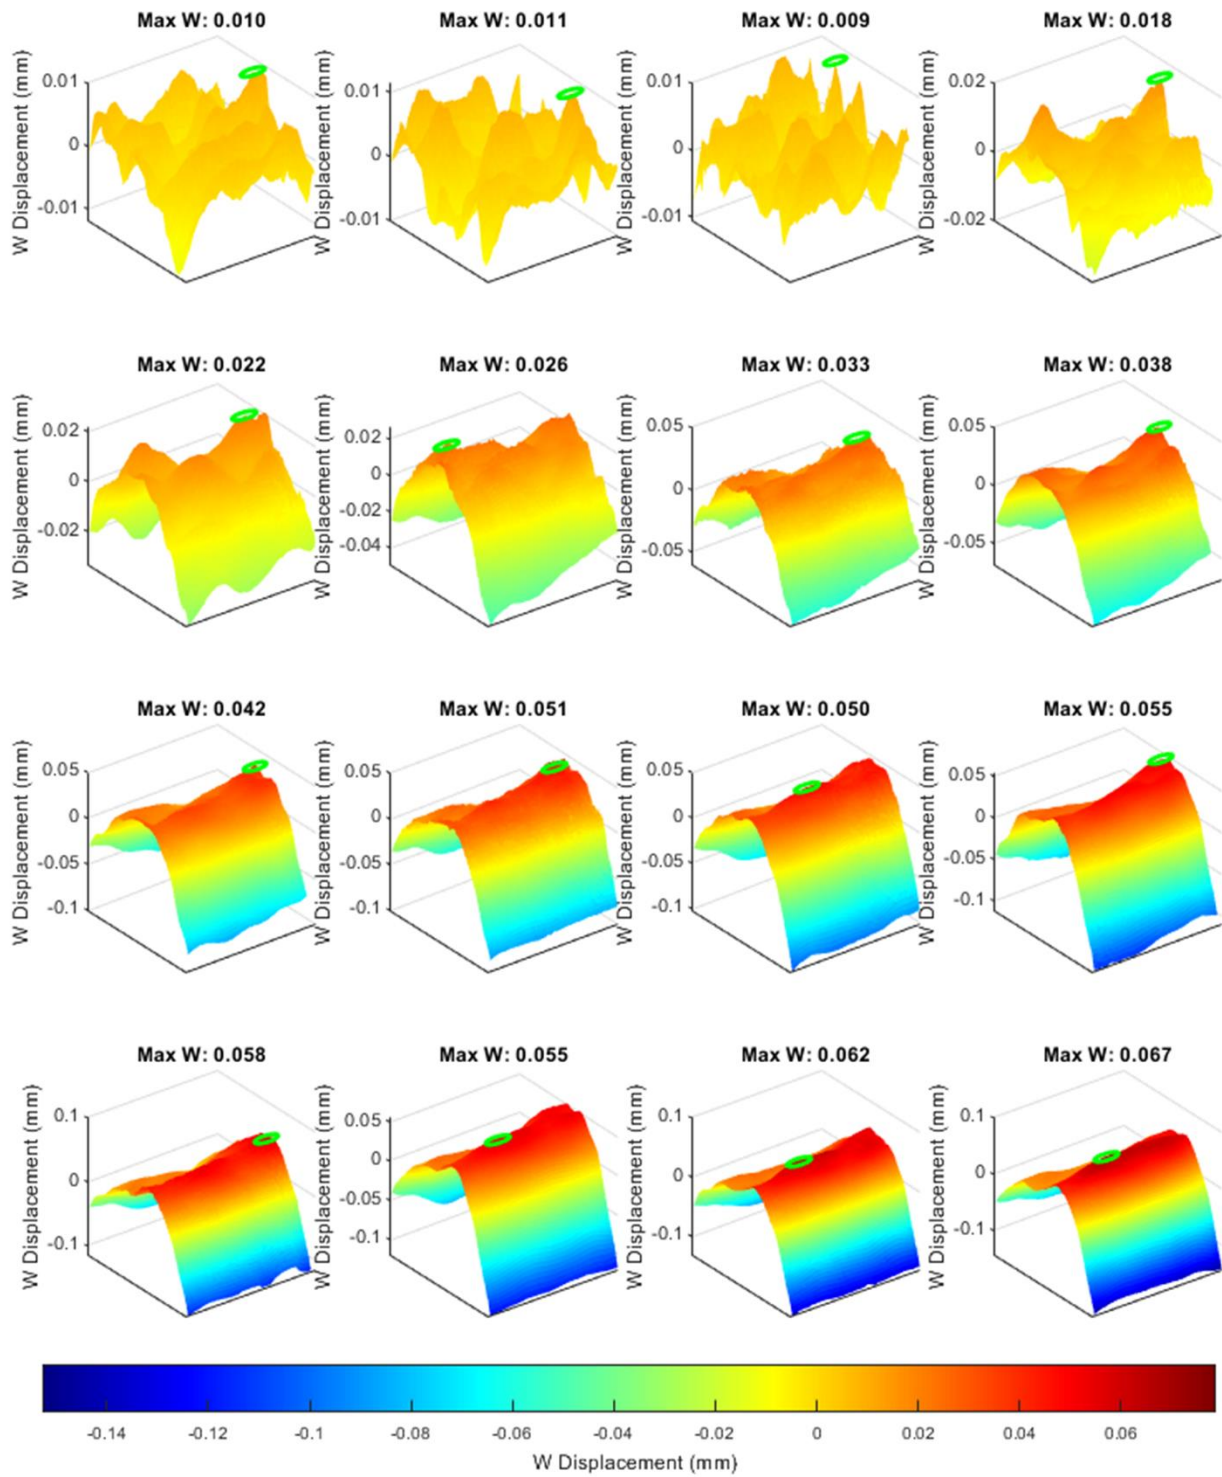 Max W: 0.010
Max W: 0.011
Max W: 0.009
Max W: 0.018
W Displacement (mm)
0.01
0
-0.01
W Displacement (mm)
0.01
0
-0.01
W Displacement (mm)
0.01
0
-0.01
W Displacement (mm)
0.02
0
-0.02
Max W: 0.022
Max W: 0.026
Max W: 0.033
Max W: 0.038
W Displacement (mm)
0.02
0
-0.02
W Displacement (mm)
0.02
0
-0.02
-0.04
W Displacement (mm)
0.05
0
-0.05
W Displacement (mm)
0.05
0
-0.05
Max W: 0.042
Max W: 0.051
Max W: 0.050
Max W: 0.055
W Displacement (mm)
0.05
0
-0.05
-0.1
W Displacement (mm)
0.05
0
-0.05
-0.1
W Displacement (mm)
0.05
0
-0.05
-0.1
W Displacement (mm)
0.05
0
-0.05
-0.1
Max W: 0.058
Max W: 0.055
Max W: 0.062
Max W: 0.067
W Displacement (mm)
0.1
0
-0.1
W Displacement (mm)
0.05
0
-0.05
-0.1
W Displacement (mm)
0.1
0
-0.1
W Displacement (mm)
0.1
0
-0.1
-0.14 -0.12 -0.1 -0.08 -0.06 -0.04 -0.02 0 0.02 0.04 0.06
W Displacement (mm)